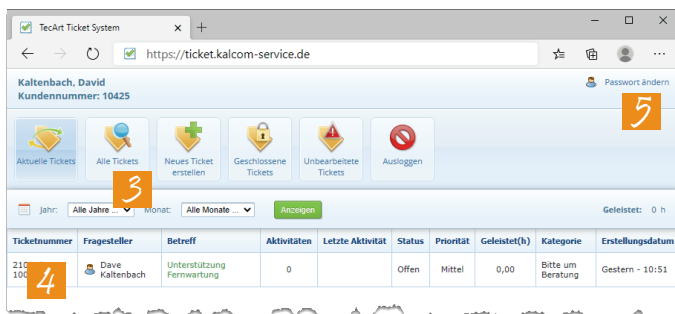 TecArt Ticket System
https://ticket.kalcom-service.de
Kaltenbach, David
Kundennummer: 10425
Passwort ändern
5
Aktuelle Tickets
Alle Tickets
Neues Ticket
erstellen
Geschlossene
Tickets
Unbearbeitete
Tickets
Ausloggen
3
Jahr: Alle Jahre ... Monat: Alle Monate ... Anzeigen Geleistet: 0 h
Ticketnummer Fragesteller Betreff Aktivitäten Letzte Aktivität Status Priorität Geleistet(h) Kategorie Erstellungsdatum
Dave
Kaltenbach
Unterstützung
Fernwartung
0
Offen
Mittel
0,00
Bitte um
Beratung
Gestern - 10:51
4